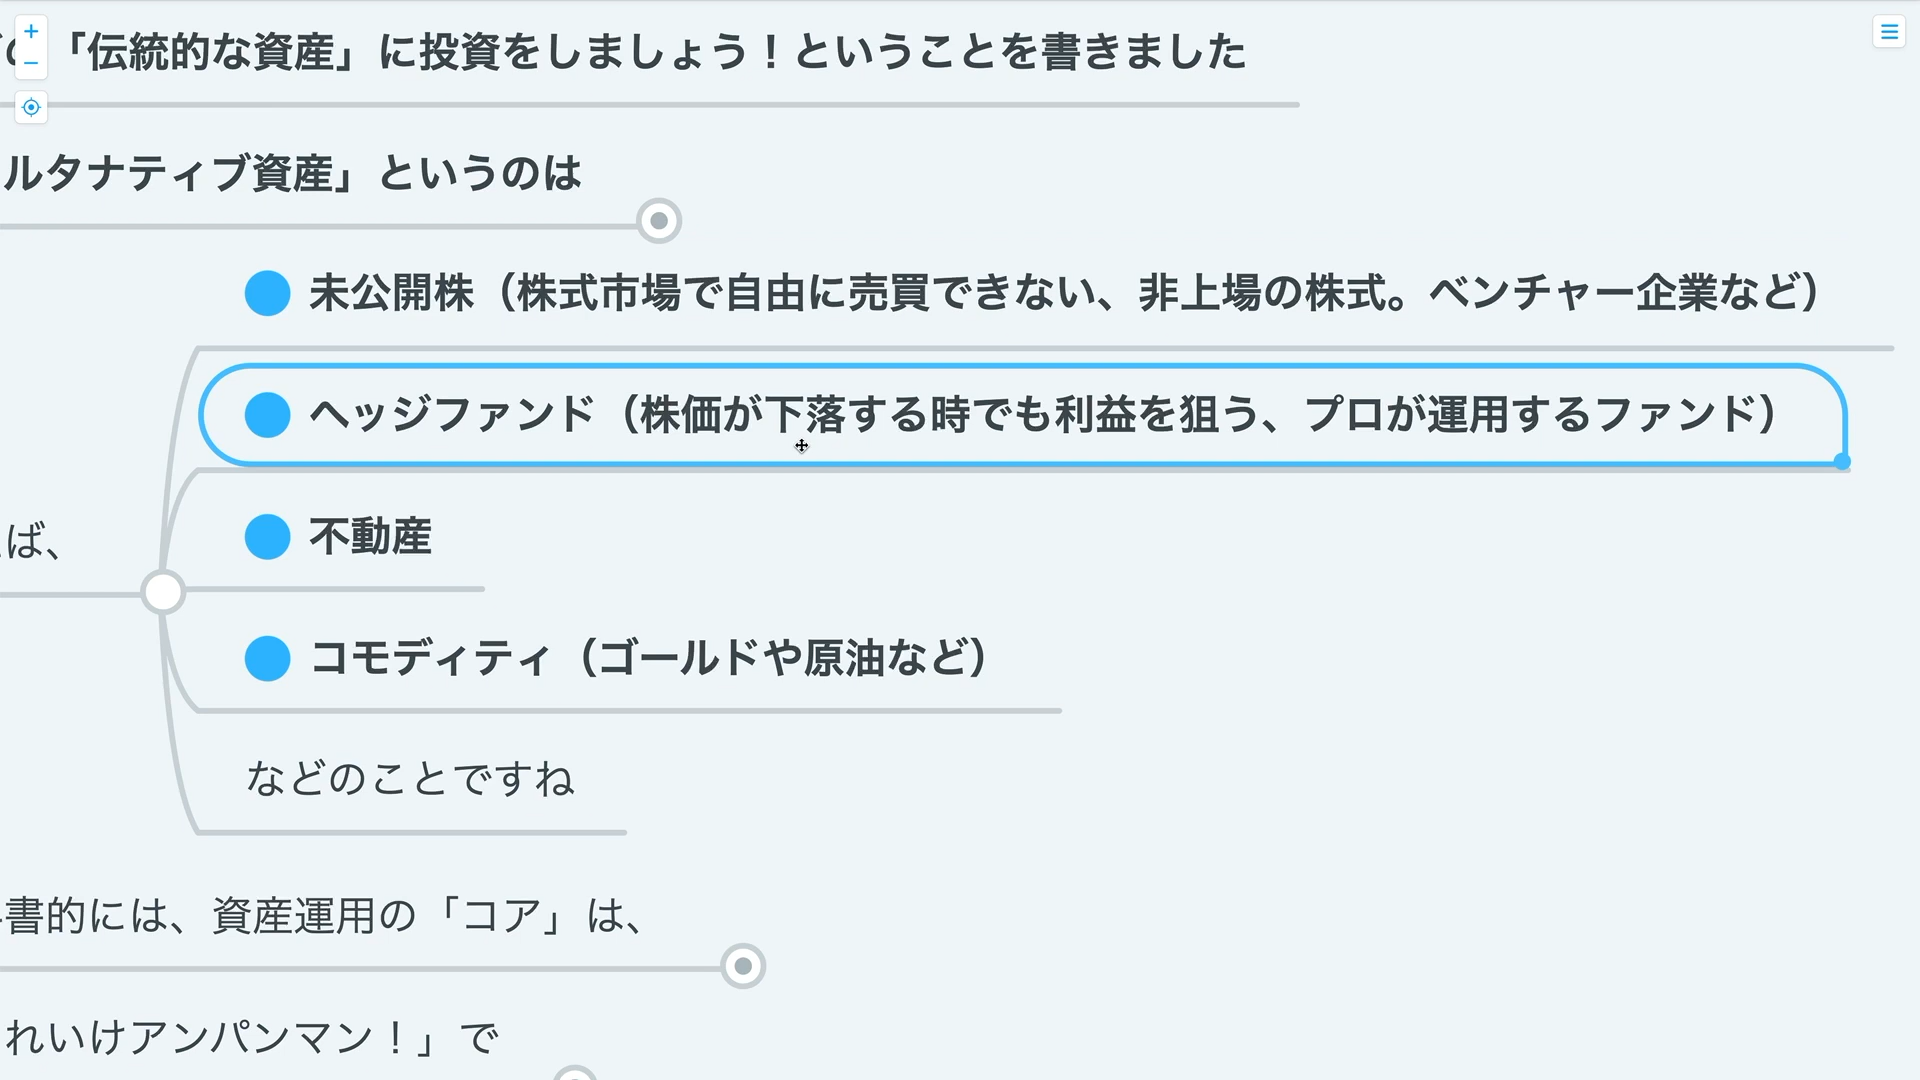 「伝統的な資産」に投資をしましょう！ということを書きました
ルタナティブ資産」というのは
未公開株（株式市場で自由に売買できない、非上場の株式。ベンチャー企業など）
ヘッジファンド（株価が下落する時でも利益を狙う、プロが運用するファンド）
不動産
ば、
コモディティ（ゴールドや原油など）
などのことですね
書的には、資産運用の「コア」は、
れいけアンパンマン！」で